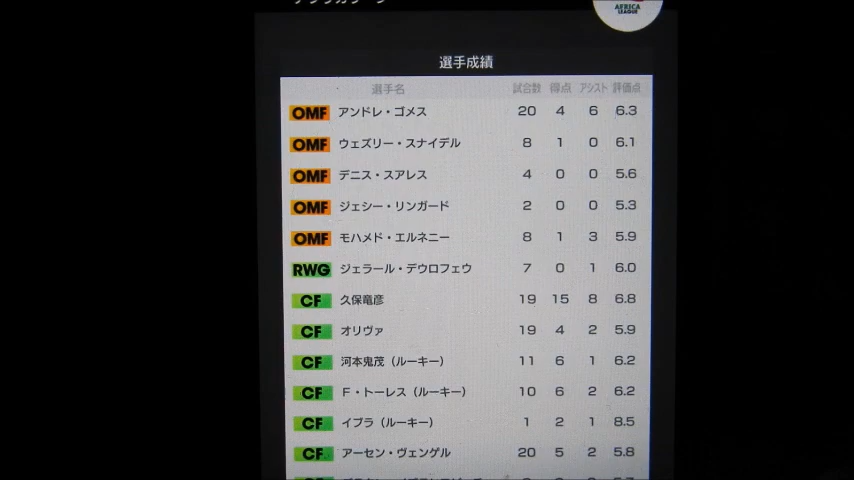 AFRICA
LEAGUE
選手成績
選手名 試合数 得点 アシスト 評価点
OMF アンドレ・ゴメス 20 4 6 6.3
OMF ウェズリー・スナイデル 8 1 0 6.1
OMF デニス・スアレス 4 0 0 5.6
OMF ジェシー・リンガード 2 0 0 5.3
OMF モハメド・エルネニー 8 1 3 5.9
RWG ジェラール・デウロフェウ 7 0 1 6.0
CF 久保竜彦 19 15 8 6.8
CF オリヴァ 19 4 2 5.9
CF 河本鬼茂（ルーキー） 11 6 1 6.2
CF F・トーレス（ルーキー） 10 6 2 6.2
CF イブラ（ルーキー） 1 2 1 8.5
CF アーセン・ヴェンゲル 20 5 2 5.8